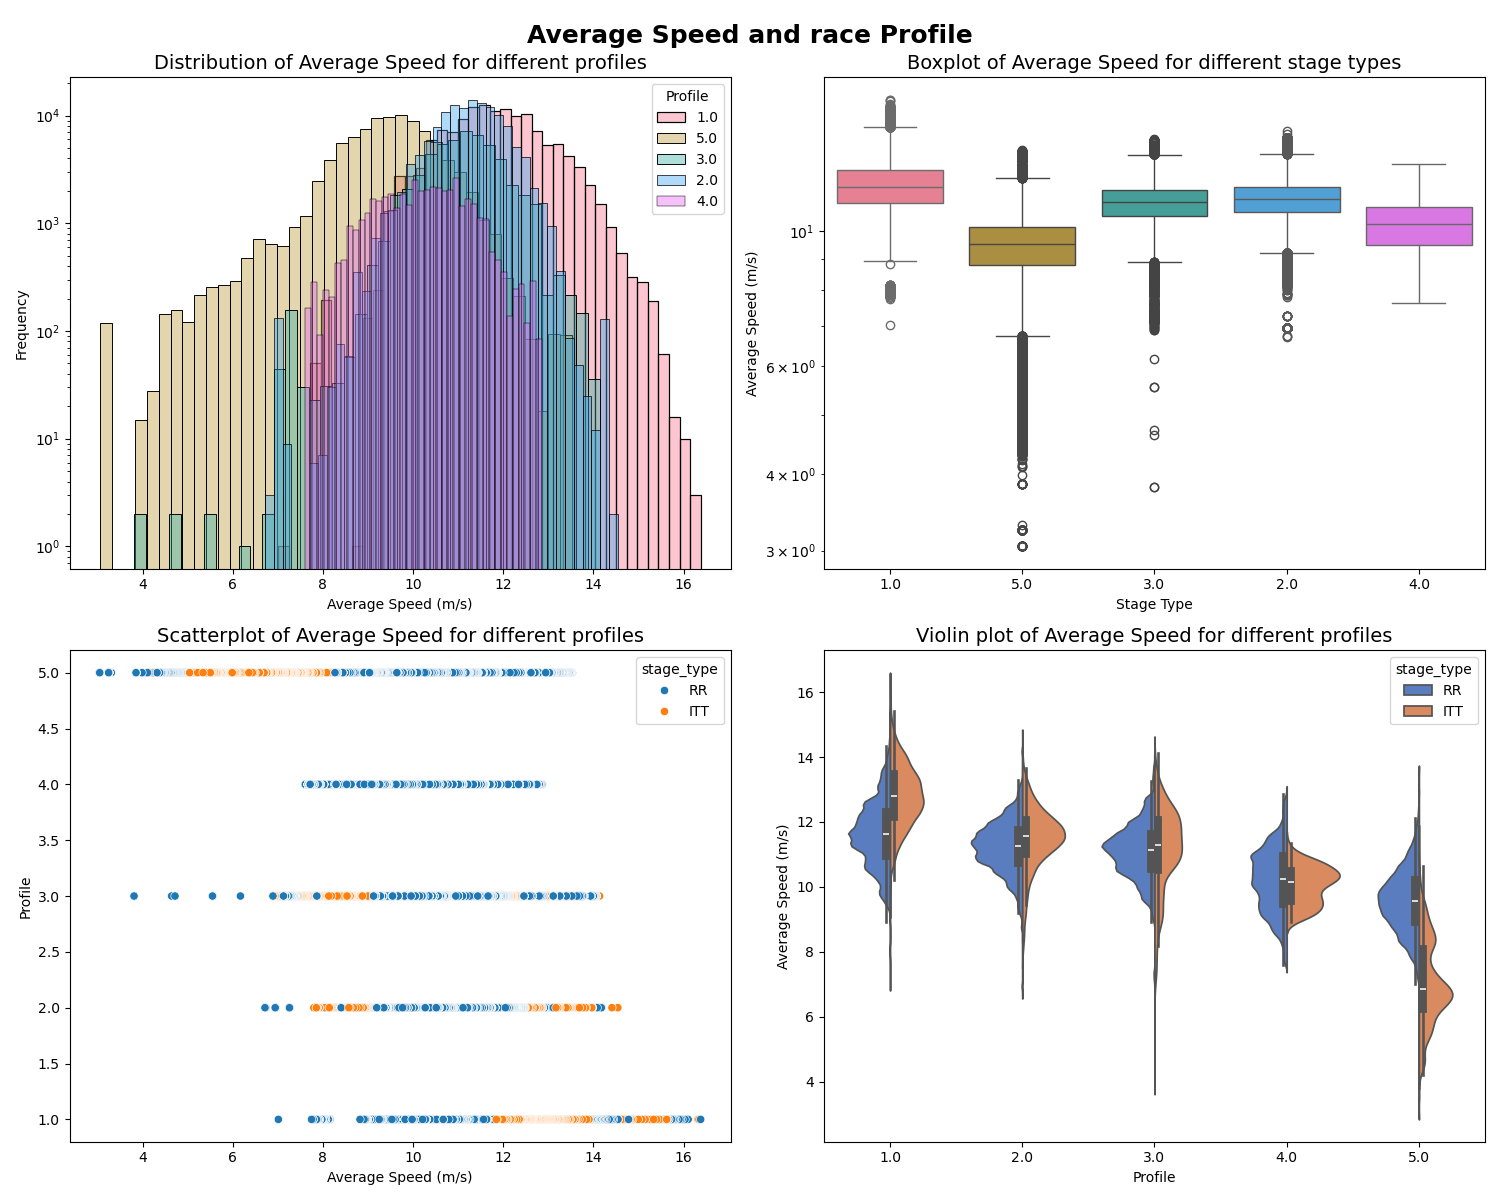 Average Speed and race Profile
Distribution of Average Speed for different profiles
Profile
1.0
5.0
3.0
2.0
4.0
10⁴
10³
10²
10¹
10⁰
Frequency
4 6 8 10 12 14 16
Average Speed (m/s)
Boxplot of Average Speed for different stage types
10¹
6 × 10⁰
4 × 10⁰
3 × 10⁰
Average Speed (m/s)
1.0 5.0 3.0 2.0 4.0
Stage Type
Scatterplot of Average Speed for different profiles
stage_type
RR
ITT
5.0
4.5
4.0
3.5
3.0
2.5
2.0
1.5
1.0
Profile
4 6 8 10 12 14 16
Average Speed (m/s)
Violin plot of Average Speed for different profiles
stage_type
RR
ITT
16
14
12
10
8
6
4
Average Speed (m/s)
1.0 2.0 3.0 4.0 5.0
Profile